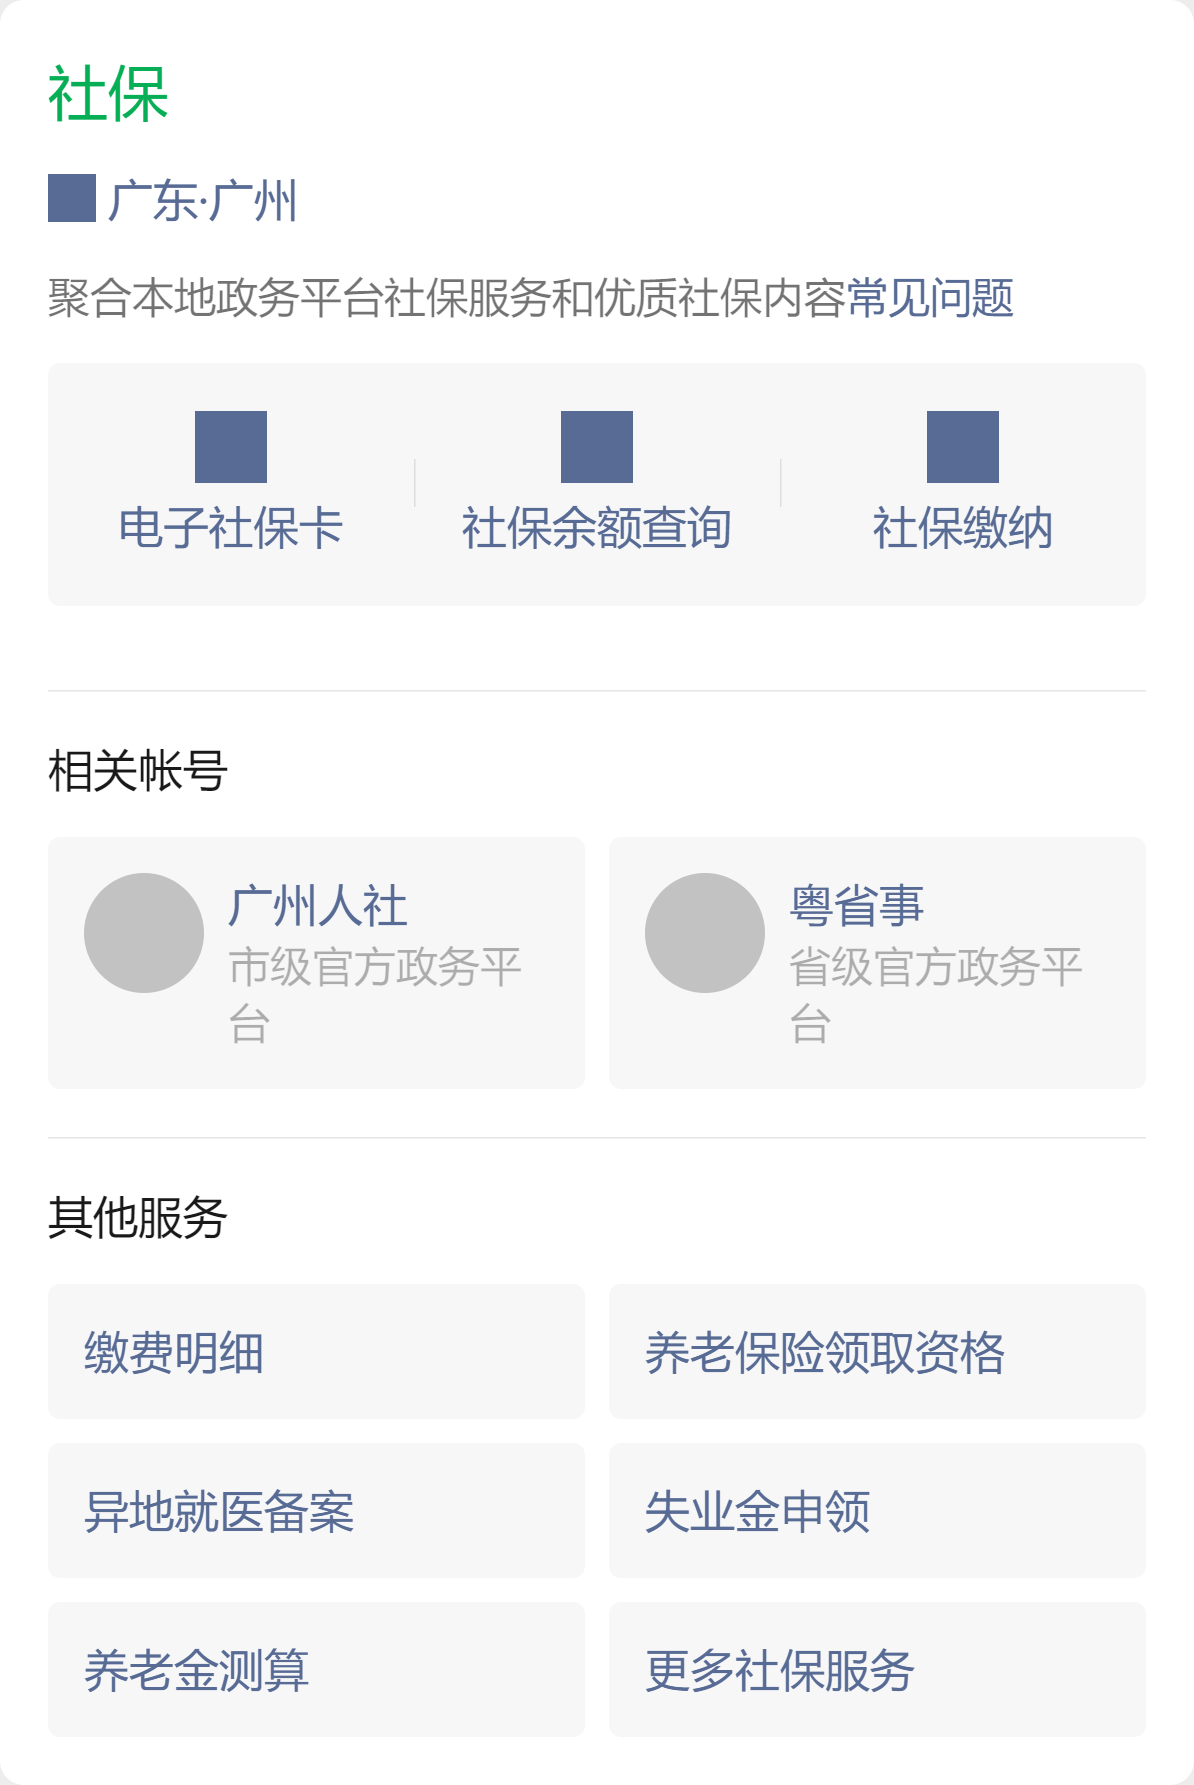 社保
广东·广州
聚合本地政务平台社保服务和优质社保内容常见问题
电子社保卡
社保余额查询
社保缴纳
相关帐号
广州人社
市级官方政务平
台
粤省事
省级官方政务平
台
其他服务
缴费明细
养老保险领取资格
异地就医备案
失业金申领
养老金测算
更多社保服务